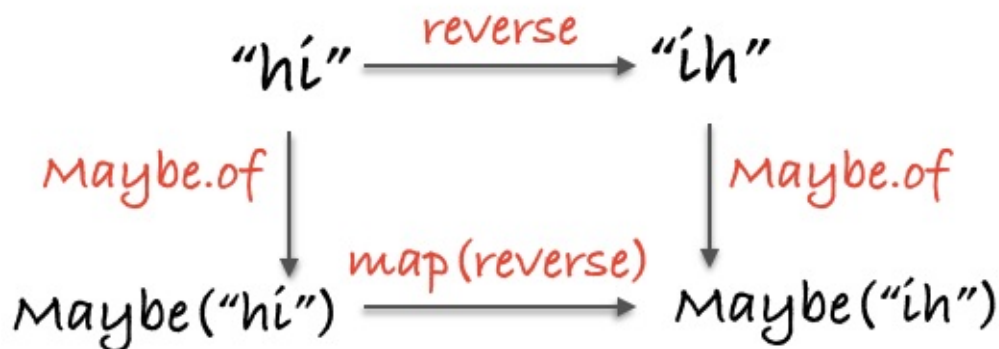 reverse
“hi” “ih”
Maybe.of Maybe.of
map(reverse)
Maybe(“hi”) Maybe(“ih”)